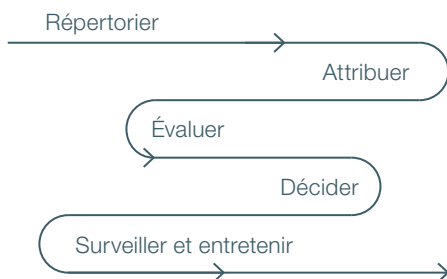 Répertorier
Attribuer
Évaluer
Décider
Surveiller et entretenir